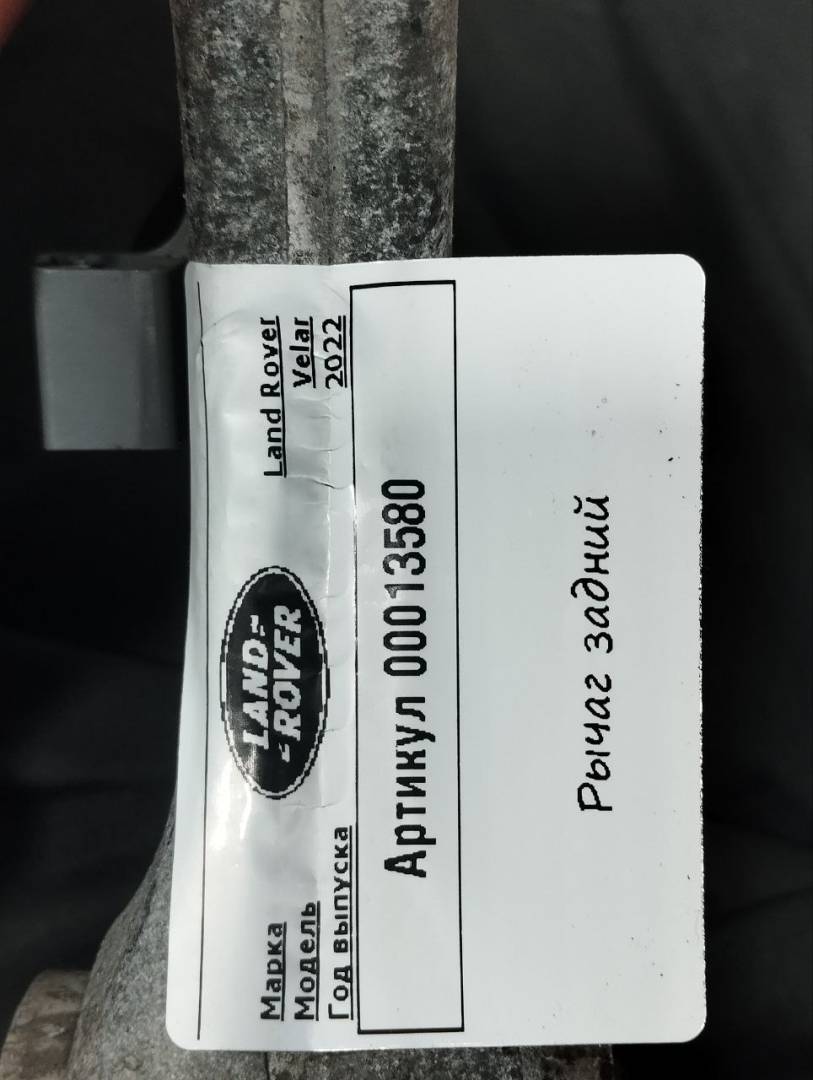 Марка Land Rover
Модель Velar
Год выпуска 2022
LAND
ROVER
Артикул 00013580
Рычаг задний